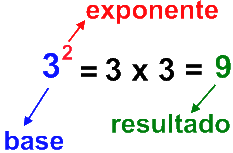 exponente
3² = 3 x 3 = 9
base
resultado